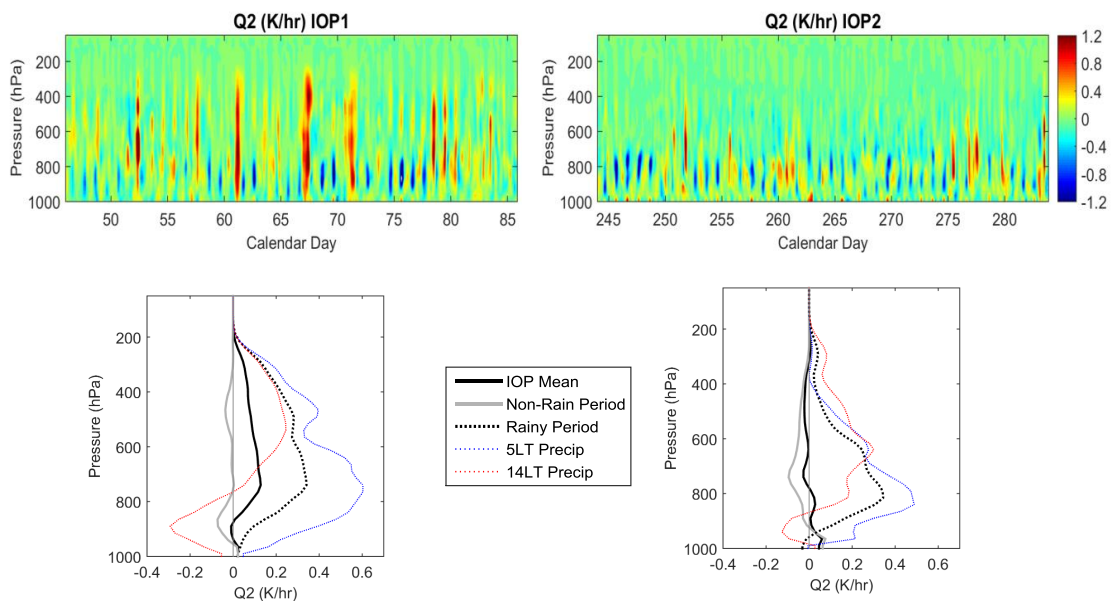 Q2 (K/hr) IOP1
Q2 (K/hr) IOP2
Pressure (hPa)
200
400
600
800
1000
50 55 60 65 70 75 80 85
Calendar Day
Pressure (hPa)
200
400
600
800
1000
245 250 255 260 265 270 275 280
Calendar Day
1.2
0.8
0.4
0
-0.4
-0.8
-1.2
Pressure (hPa)
200
400
600
800
1000
-0.4 -0.2 0 0.2 0.4 0.6
Q2 (K/hr)
IOP Mean
Non-Rain Period
Rainy Period
5LT Precip
14LT Precip
Pressure (hPa)
200
400
600
800
1000
-0.4 -0.2 0 0.2 0.4 0.6
Q2 (K/hr)